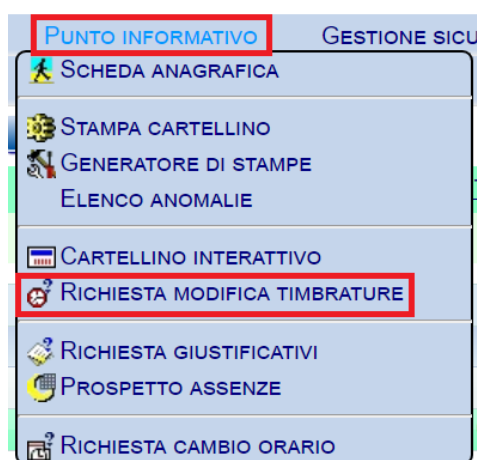 PUNTO INFORMATIVO GESTIONE SICU
SCHEDA ANAGRAFICA
STAMPA CARTELLINO
GENERATORE DI STAMPE
ELENCO ANOMALIE
CARTELLINO INTERATTIVO
RICHIESTA MODIFICA TIMBRATURE
RICHIESTA GIUSTIFICATIVI
PROSPETTO ASSENZE
RICHIESTA CAMBIO ORARIO